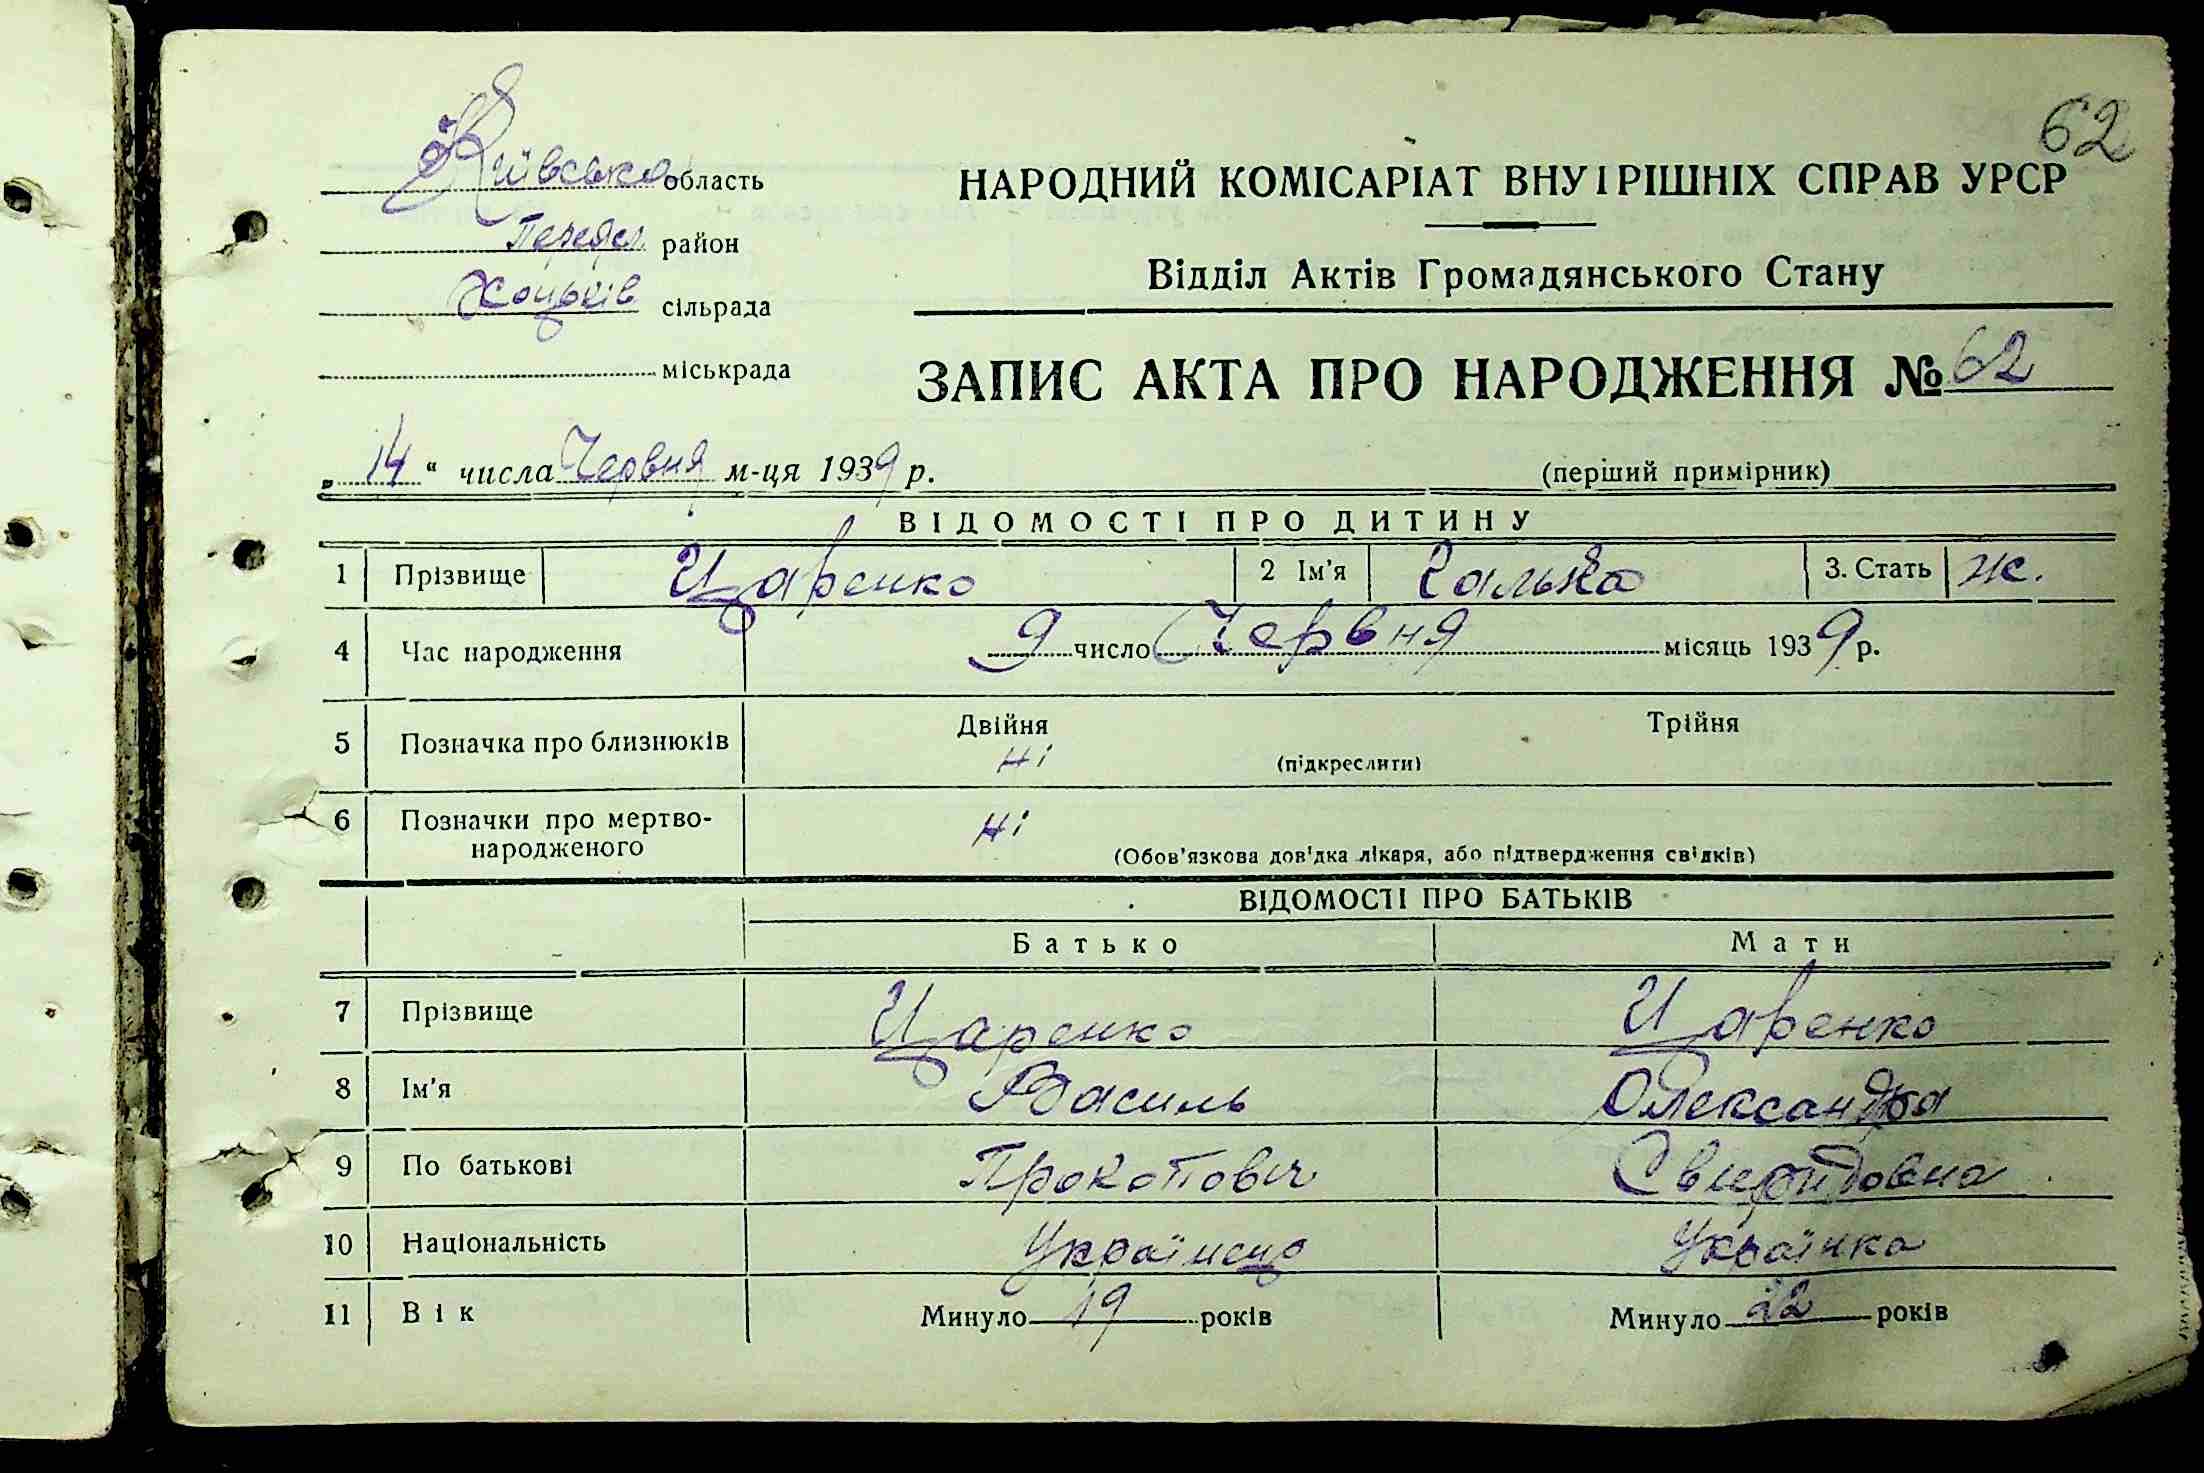 62
Київська область
НАРОДНИЙ КОМІСАРІАТ ВНУТРІШНІХ СПРАВ УРСР
Переясл. район
Відділ Актів Громадянського Стану
Хоцьків сільрада
міськрада
ЗАПИС АКТА ПРО НАРОДЖЕННЯ № 62
„14“ числа Червня м-ця 1939 р.
(перший примірник)
ВІДОМОСТІ ПРО ДИТИНУ
1 Прізвище Царенко 2 Ім'я Галька 3. Стать ж.
4 Час народження 9 число Червня місяць 1939 р.
5 Позначка про близнюків Двійня Трійня
ні (підкреслити)
6 Позначки про мертво-
народженого ні
(Обов'язкова довідка лікаря, або підтвердження свідків)
ВІДОМОСТІ ПРО БАТЬКІВ
Батько Мати
7 Прізвище Царенко Царенко
8 Ім'я Василь Олександра
9 По батькові Прокопович Свиридовна
10 Національність Українець Українка
11 Вік Минуло 19 років Минуло 22 років